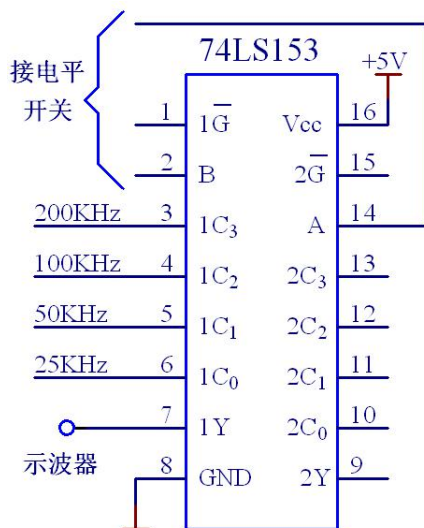 74LS153
+5V
接电平
开关
1 1G̅ Vcc 16
2 B 2G̅ 15
200KHz 3 1C₃ A 14
100KHz 4 1C₂ 2C₃ 13
50KHz 5 1C₁ 2C₂ 12
25KHz 6 1C₀ 2C₁ 11
7 1Y 2C₀ 10
示波器 8 GND 2Y 9